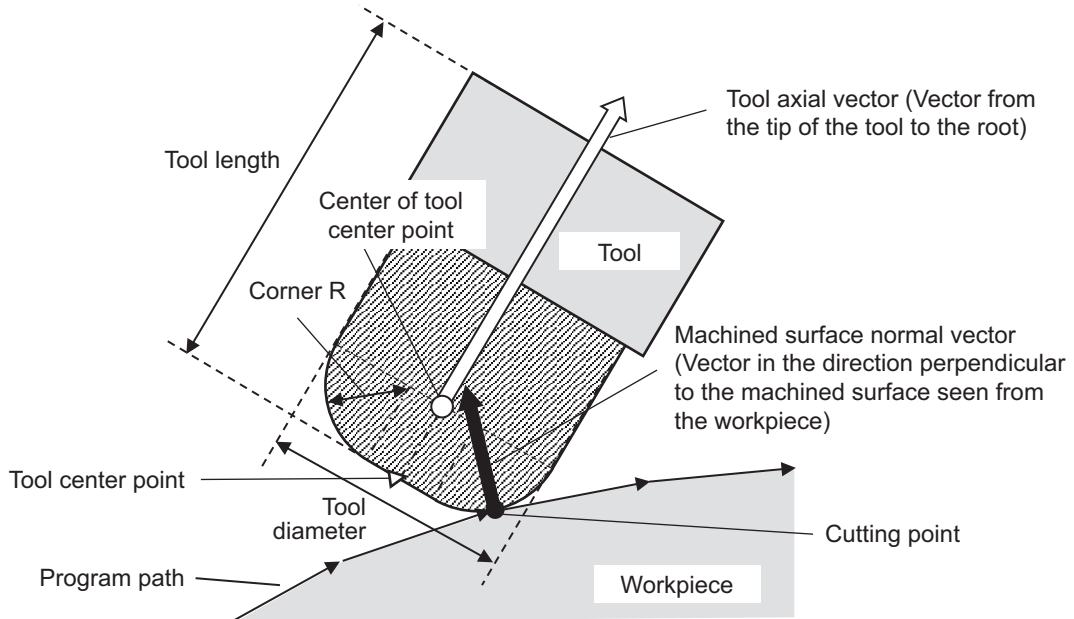 Tool axial vector (Vector from
the tip of the tool to the root)
Tool length
Center of tool
center point
Tool
Corner R
Machined surface normal vector
(Vector in the direction perpendicular
to the machined surface seen from
the workpiece)
Tool center point
Tool
diameter
Cutting point
Program path
Workpiece